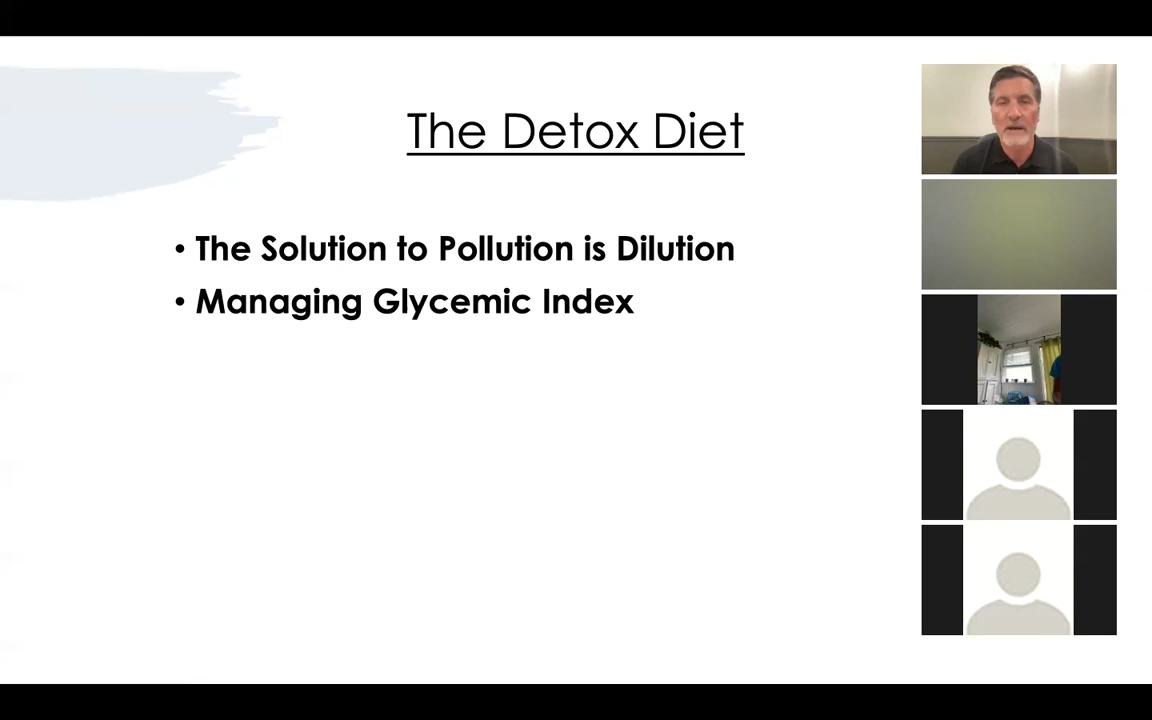 The Detox Diet
• The Solution to Pollution is Dilution
• Managing Glycemic Index